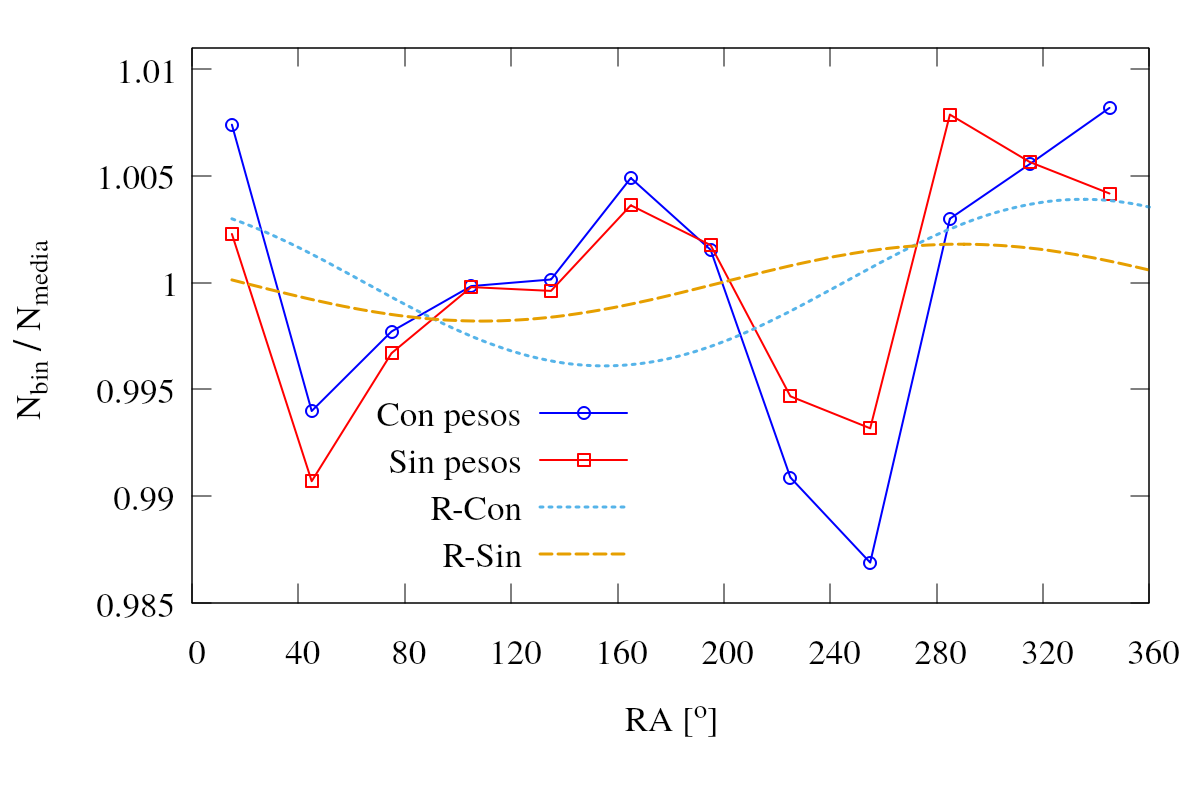 1.01
1.005
1
0.995
0.99
0.985
N_bin / N_media
Con pesos
Sin pesos
R-Con
R-Sin
0 40 80 120 160 200 240 280 320 360
RA [º]